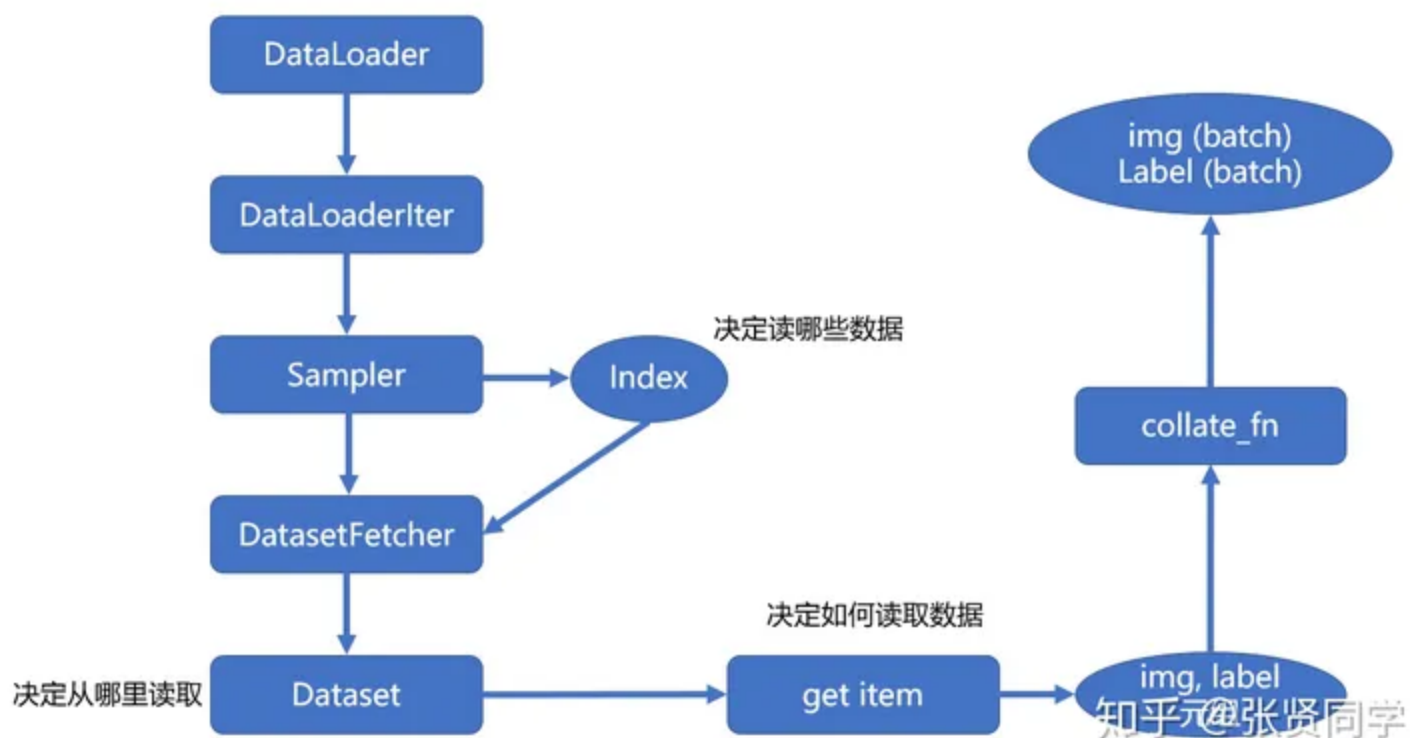 DataLoader
DataLoaderIter
Sampler
Index
决定读哪些数据
DatasetFetcher
决定从哪里读取
Dataset
决定如何读取数据
get item
img, label
知乎 @张贤同学
collate_fn
img (batch)
Label (batch)